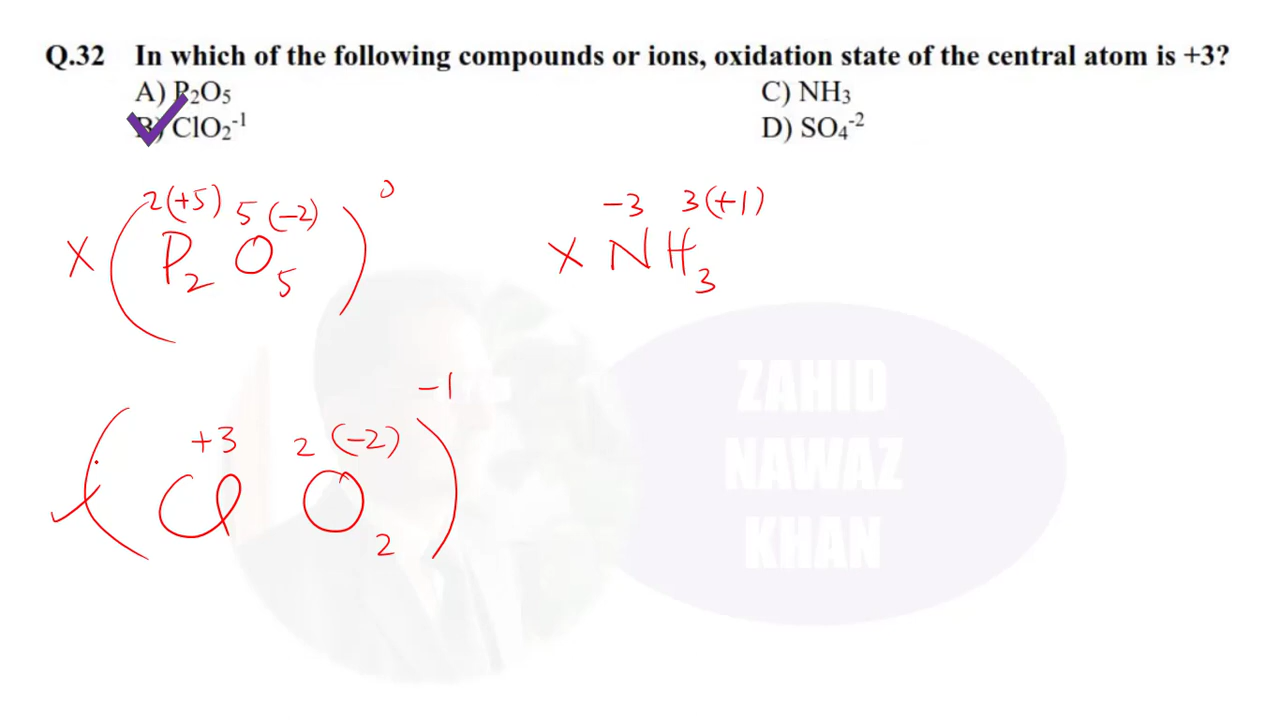 Q.32 In which of the following compounds or ions, oxidation state of the central atom is +3?
A) P₂O₅ C) NH₃
B) ClO₂⁻¹ D) SO₄⁻²
2(+5) 5(-2) 0
× (P₂ O₅)
-3 3(+1)
× NH₃
-1
+3 2(-2)
✓ (Cl O₂)
ZAHID
NAWAZ
KHAN